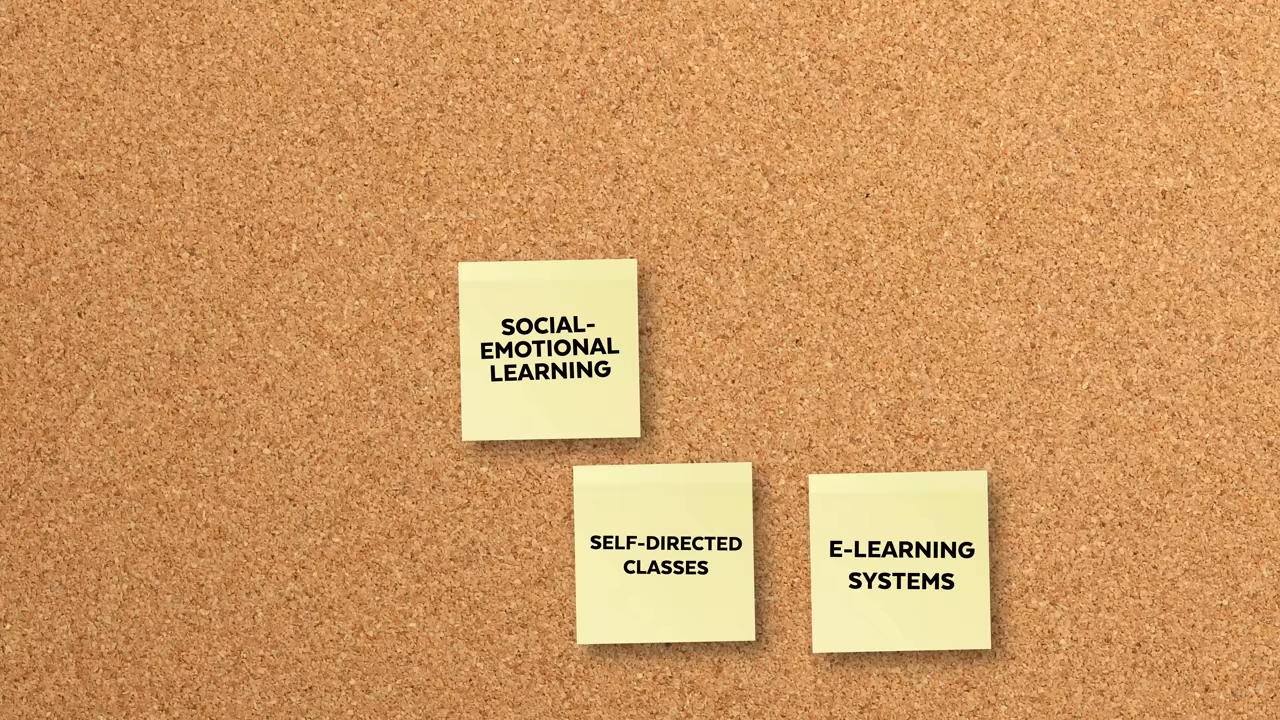 SOCIAL-
EMOTIONAL
LEARNING
SELF-DIRECTED
CLASSES
E-LEARNING
SYSTEMS